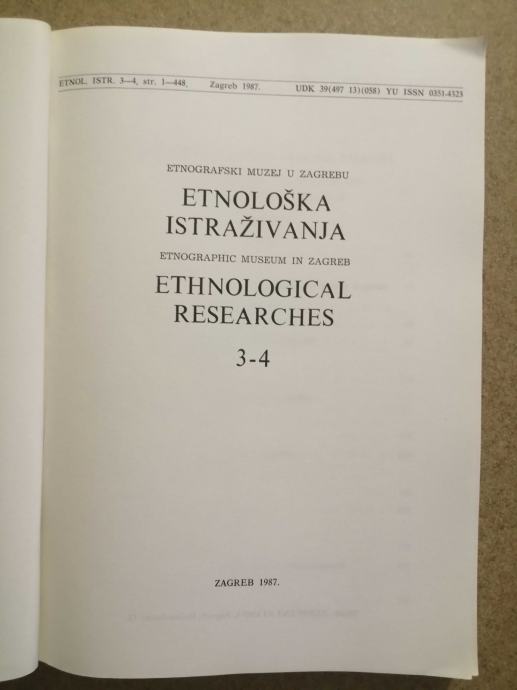 ETNOL. ISTR. 3—4, str. 1—448, Zagreb 1987. UDK 39(497 13)(058) YU ISSN 0351-4323
ETNOGRAFSKI MUZEJ U ZAGREBU
ETNOLOŠKA
ISTRAŽIVANJA
ETNOGRAPHIC MUSEUM IN ZAGREB
ETHNOLOGICAL
RESEARCHES
3-4
ZAGREB 1987.